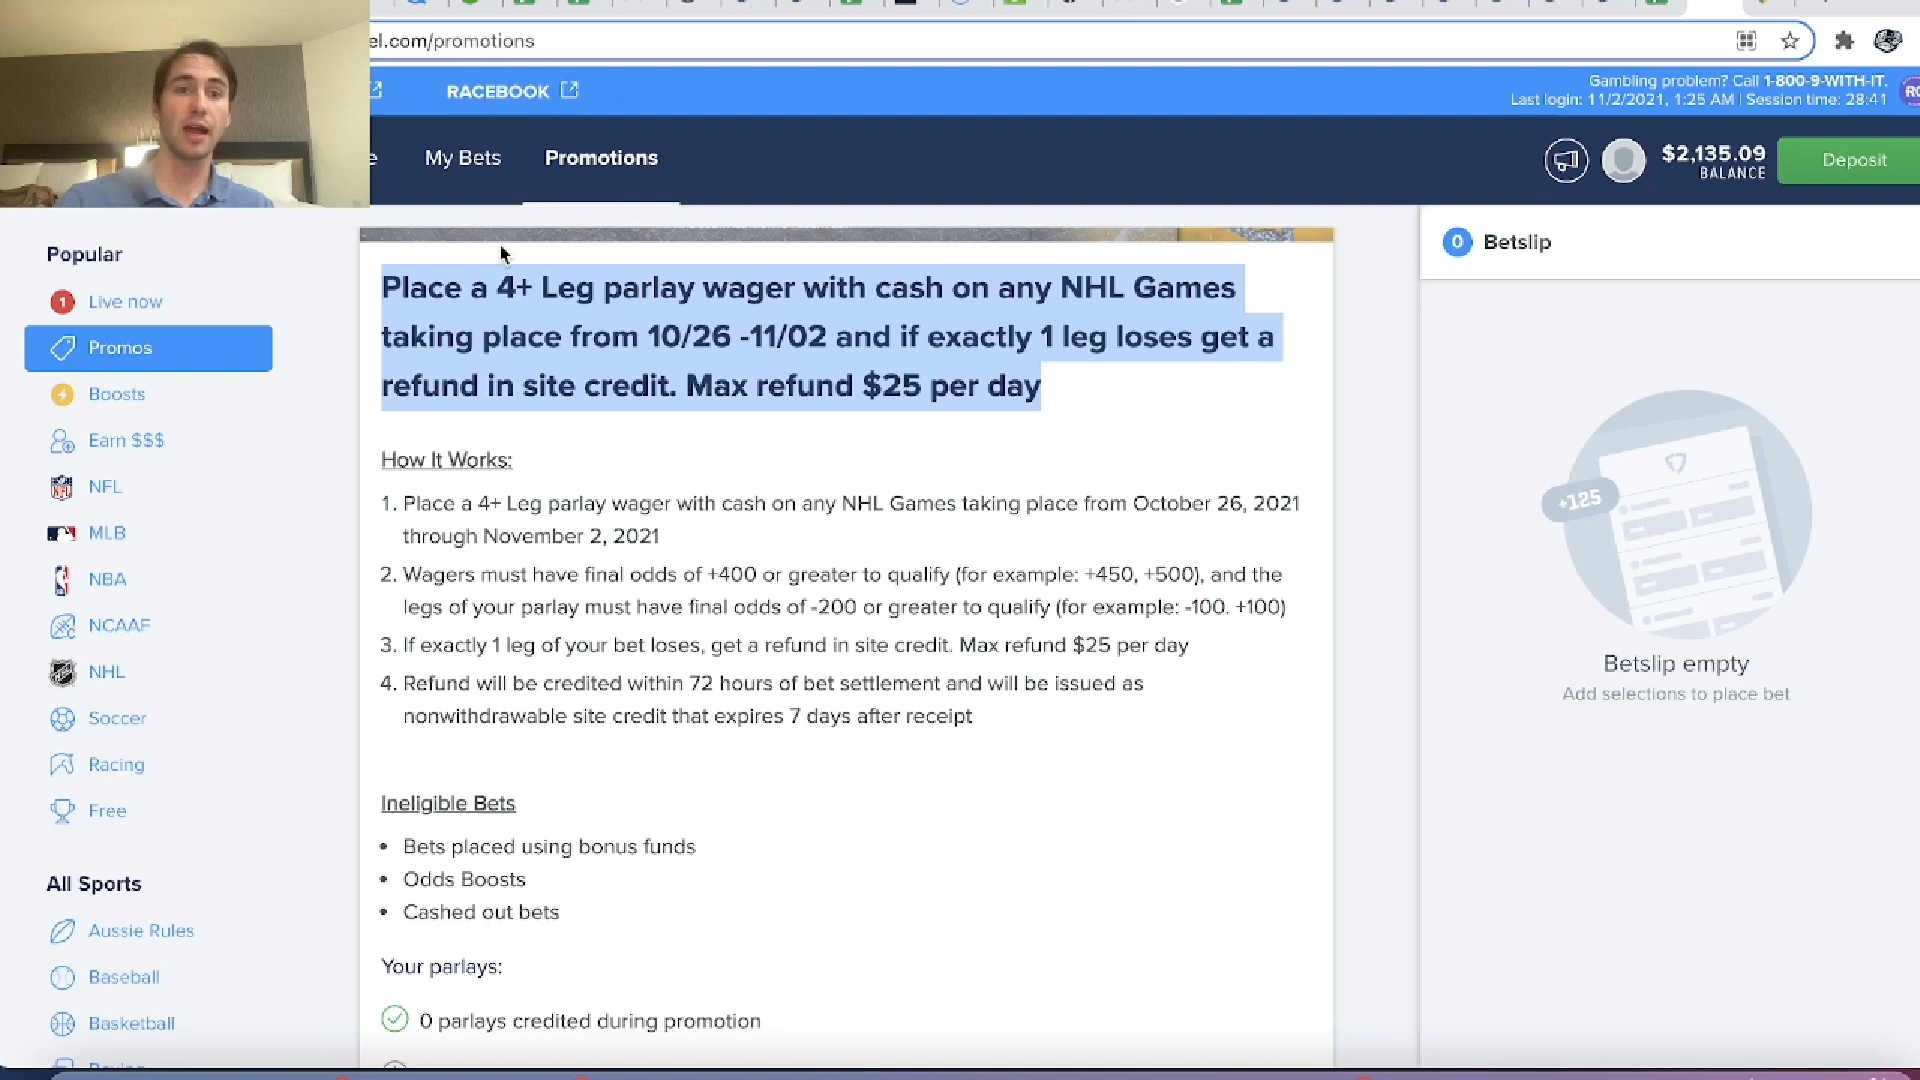 el.com/promotions
RACEBOOK
Gambling problem? Call 1-800-9-WITH-IT.
Last login: 11/2/2021, 1:25 AM | Session time: 28:41
My Bets
Promotions
$2,135.09
BALANCE
Deposit
Popular
1 Live now
Promos
Boosts
Earn $$$
NFL
MLB
NBA
NCAAF
NHL
Soccer
Racing
Free
All Sports
Aussie Rules
Baseball
Basketball
Place a 4+ Leg parlay wager with cash on any NHL Games
taking place from 10/26 -11/02 and if exactly 1 leg loses get a
refund in site credit. Max refund $25 per day
How It Works:
1. Place a 4+ Leg parlay wager with cash on any NHL Games taking place from October 26, 2021
through November 2, 2021
2. Wagers must have final odds of +400 or greater to qualify (for example: +450, +500), and the
legs of your parlay must have final odds of -200 or greater to qualify (for example: -100. +100)
3. If exactly 1 leg of your bet loses, get a refund in site credit. Max refund $25 per day
4. Refund will be credited within 72 hours of bet settlement and will be issued as
nonwithdrawable site credit that expires 7 days after receipt
Ineligible Bets
• Bets placed using bonus funds
• Odds Boosts
• Cashed out bets
Your parlays:
0 parlays credited during promotion
0 Betslip
+125
Betslip empty
Add selections to place bet